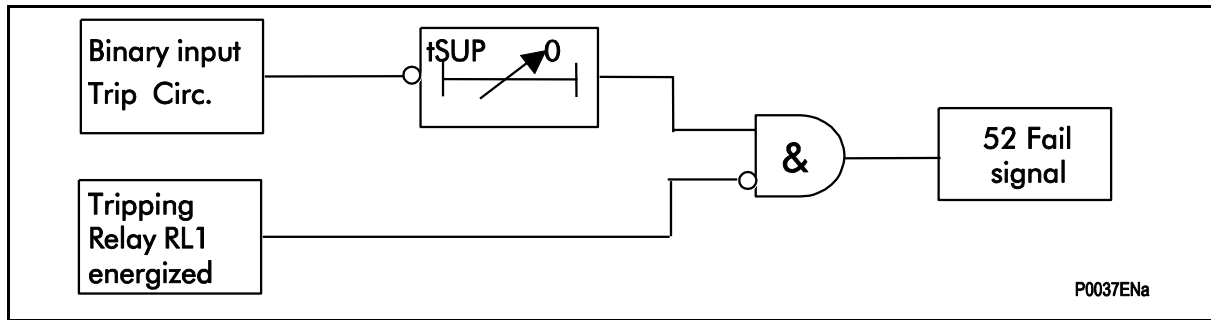 Binary input
Trip Circ.
tSUP 0
&
52 Fail
signal
Tripping
Relay RL1
energized
P0037ENa